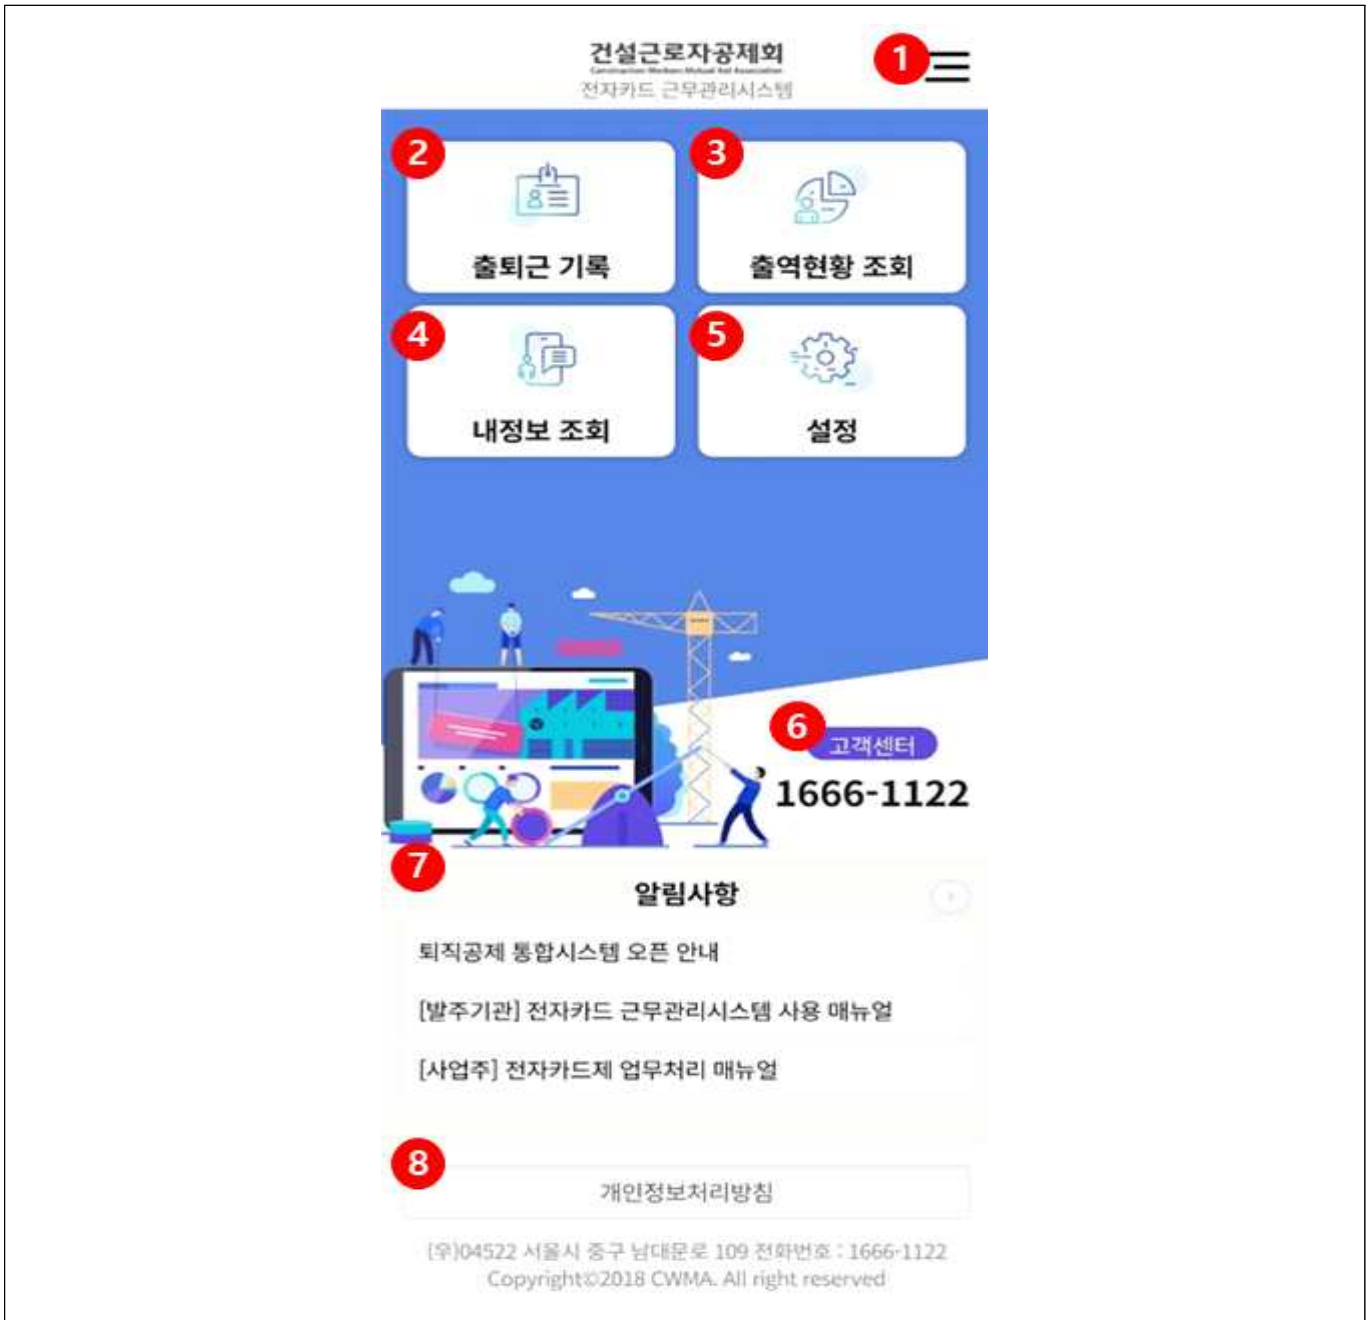 건설근로자공제회
Construction Workers Mutual Aid Association
전자카드 근무관리시스템
1
2
출퇴근 기록
3
출역현황 조회
4
내정보 조회
5
설정
6
고객센터
1666-1122
7
알림사항
퇴직공제 통합시스템 오픈 안내
[발주기관] 전자카드 근무관리시스템 사용 매뉴얼
[사업주] 전자카드제 업무처리 매뉴얼
8
개인정보처리방침
(우)04522 서울시 중구 남대문로 109 전화번호 : 1666-1122
Copyright©2018 CWMA. All right reserved